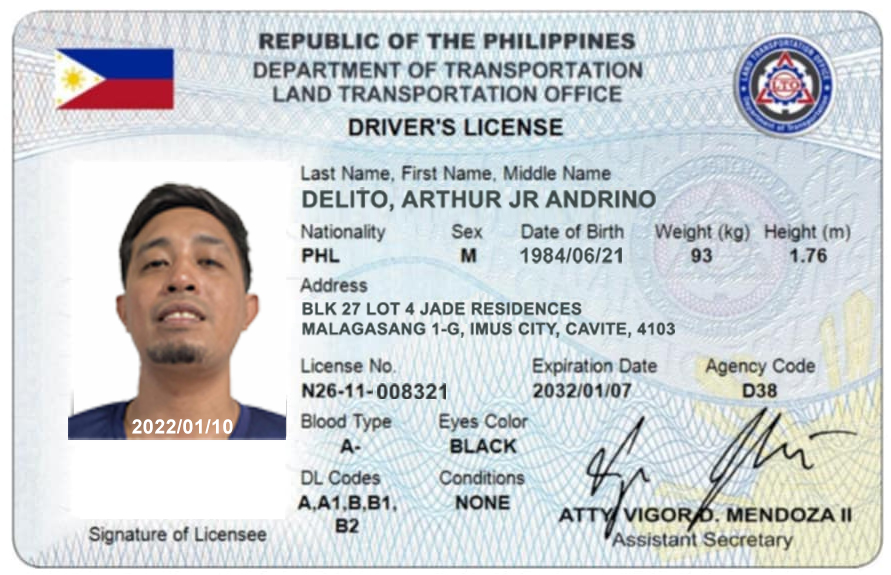 REPUBLIC OF THE PHILIPPINES
DEPARTMENT OF TRANSPORTATION
LAND TRANSPORTATION OFFICE
DRIVER'S LICENSE
LAND TRANSPORTATION OFFICE
LTO
Department of Transportation
Last Name, First Name, Middle Name
DELITO, ARTHUR JR ANDRINO
Nationality Sex Date of Birth Weight (kg) Height (m)
PHL M 1984/06/21 93 1.76
Address
BLK 27 LOT 4 JADE RESIDENCES
MALAGASANG 1-G, IMUS CITY, CAVITE, 4103
License No. Expiration Date Agency Code
N26-11-008321 2032/01/07 D38
2022/01/10
Blood Type Eyes Color
A- BLACK
DL Codes Conditions
A,A1,B,B1, NONE
B2
ATTY VIGOR D. MENDOZA II
Assistant Secretary
Signature of Licensee